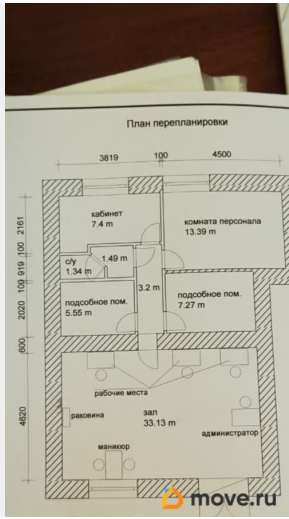 План перепланировки
3819 100 4500
2161
100
919
100
2020
600
4620
кабинет
7.4 m
комната персонала
13.39 m
с/у
1.34 m
1.49 m
3.2 m
подсобное пом.
5.55 m
подсобное пом.
7.27 m
рабочие места
раковина
зал
33.13 m
администратор
маникюр
move.ru